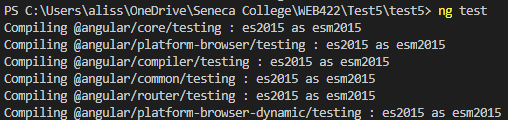 PS C:\Users\aliss\OneDrive\Seneca College\WEB422\Test5\test5> ng test
Compiling @angular/core/testing : es2015 as esm2015
Compiling @angular/platform-browser/testing : es2015 as esm2015
Compiling @angular/compiler/testing : es2015 as esm2015
Compiling @angular/common/testing : es2015 as esm2015
Compiling @angular/router/testing : es2015 as esm2015
Compiling @angular/platform-browser-dynamic/testing : es2015 as esm2015